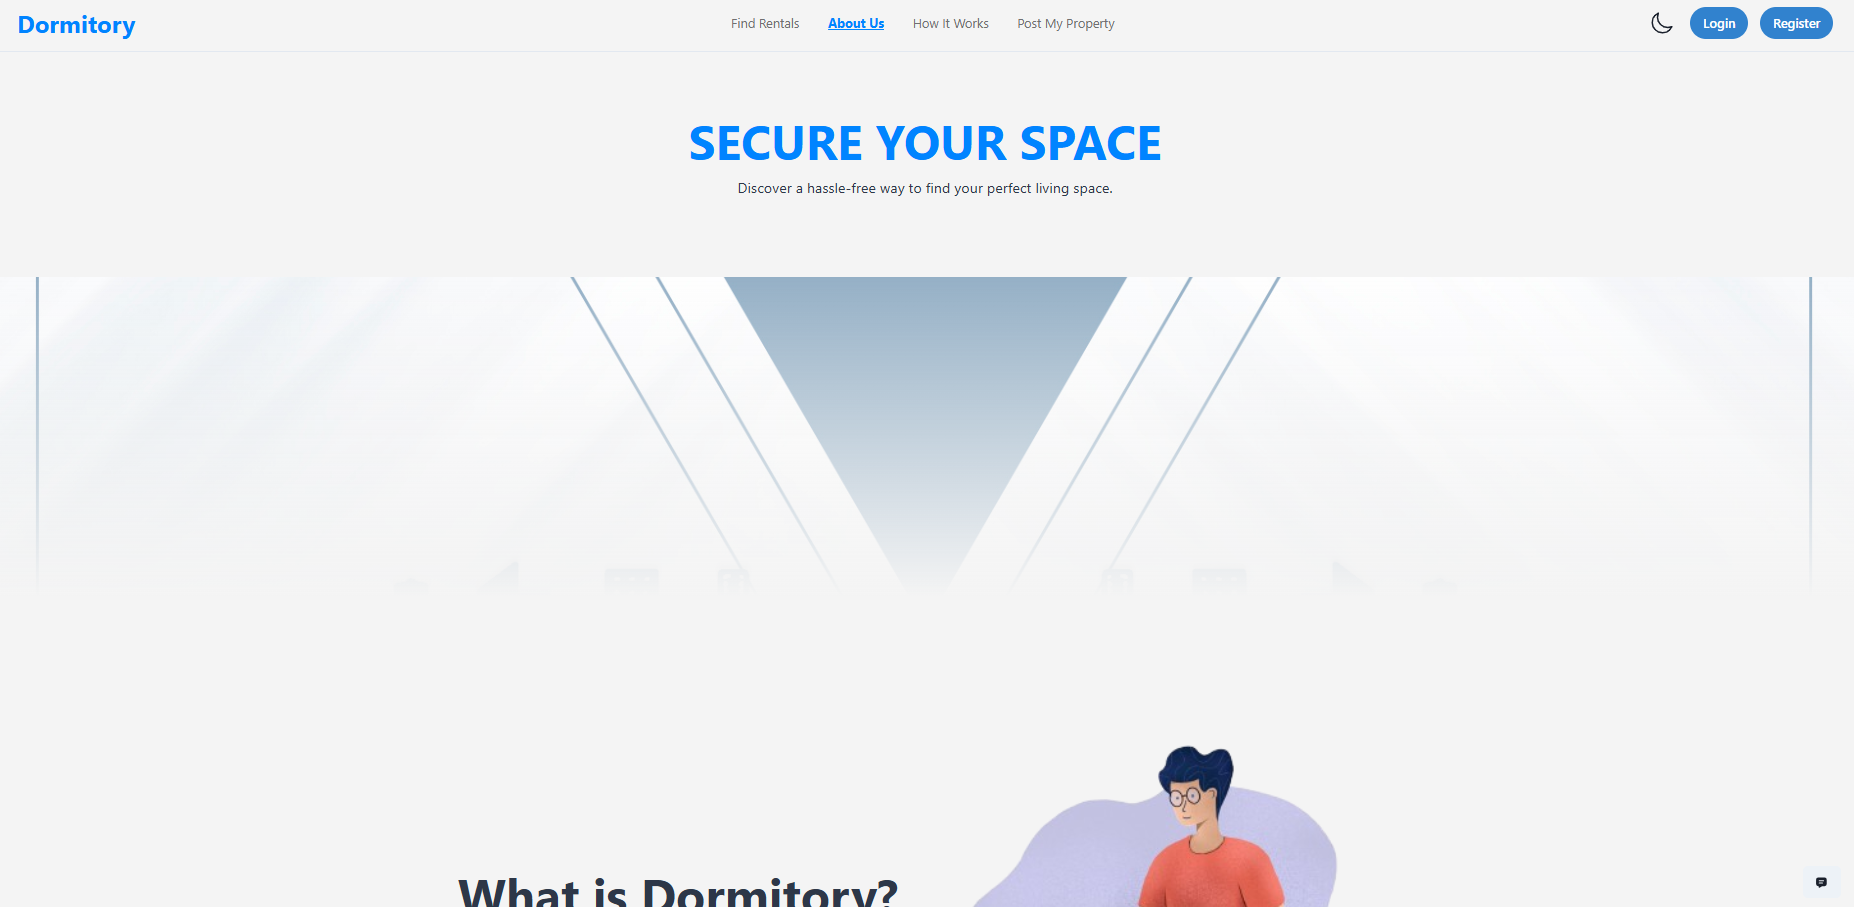 Dormitory
Find Rentals
About Us
How It Works
Post My Property
Login
Register
SECURE YOUR SPACE
Discover a hassle-free way to find your perfect living space.
What is Dormitory?